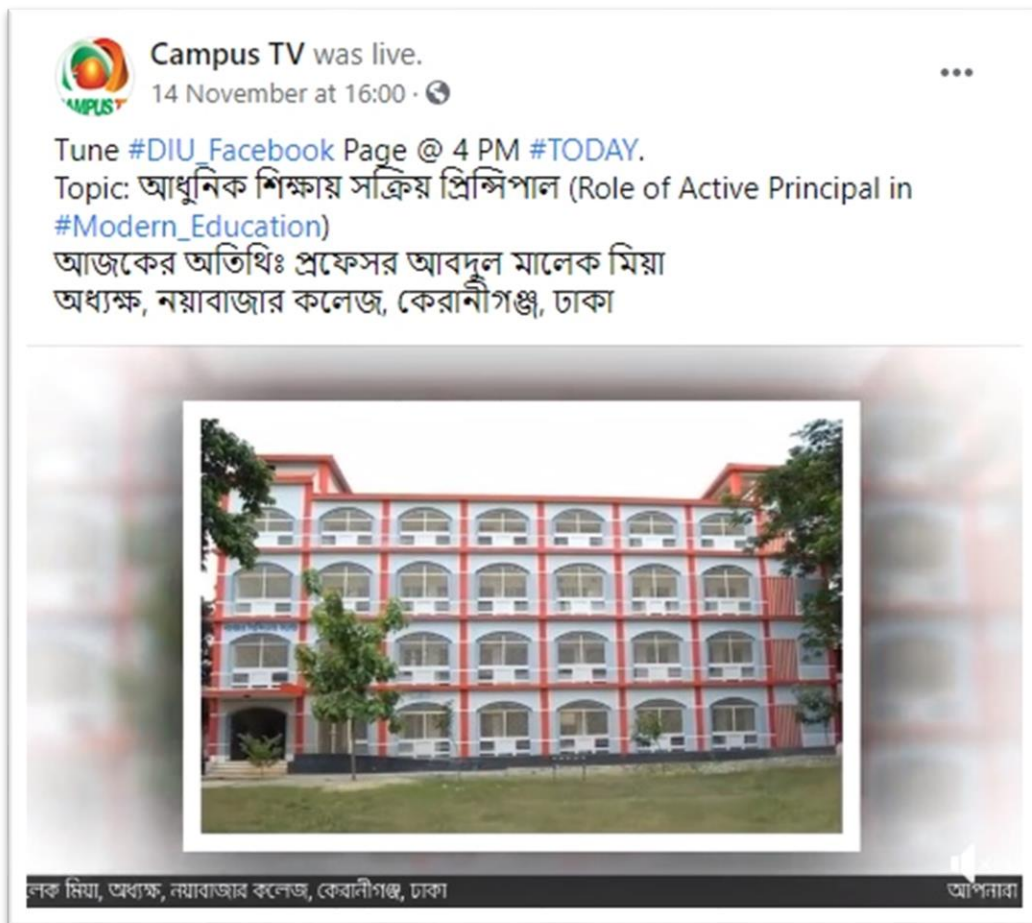 Campus TV was live.
14 November at 16:00 ·
Tune #DIU_Facebook Page @ 4 PM #TODAY.
Topic: আধুনিক শিক্ষায় সক্রিয় প্রিন্সিপাল (Role of Active Principal in
#Modern_Education)
আজকের অতিথিঃ প্রফেসর আবদুল মালেক মিয়া
অধ্যক্ষ, নয়াবাজার কলেজ, কেরানীগঞ্জ, ঢাকা
লেক মিয়া, অধ্যক্ষ, নয়াবাজার কলেজ, কেরানীগঞ্জ, ঢাকা
আপনারা